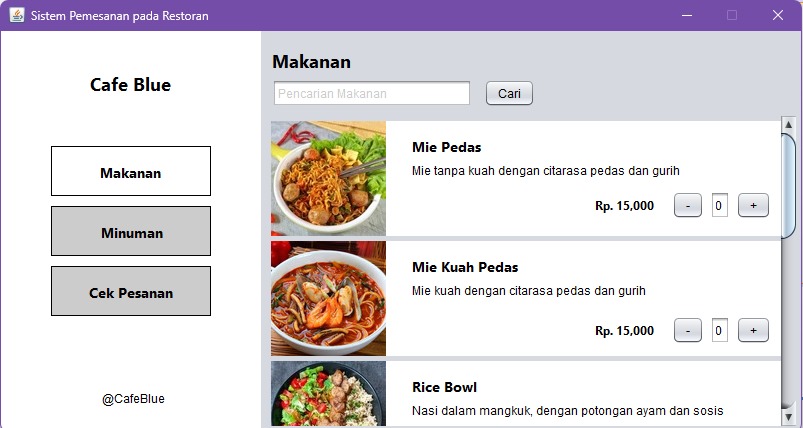 Sistem Pemesanan pada Restoran
Cafe Blue
Makanan
Minuman
Cek Pesanan
@CafeBlue
Makanan
Pencarian Makanan
Cari
Mie Pedas
Mie tanpa kuah dengan citarasa pedas dan gurih
Rp. 15,000 - 0 +
Mie Kuah Pedas
Mie kuah dengan citarasa pedas dan gurih
Rp. 15,000 - 0 +
Rice Bowl
Nasi dalam mangkuk, dengan potongan ayam dan sosis